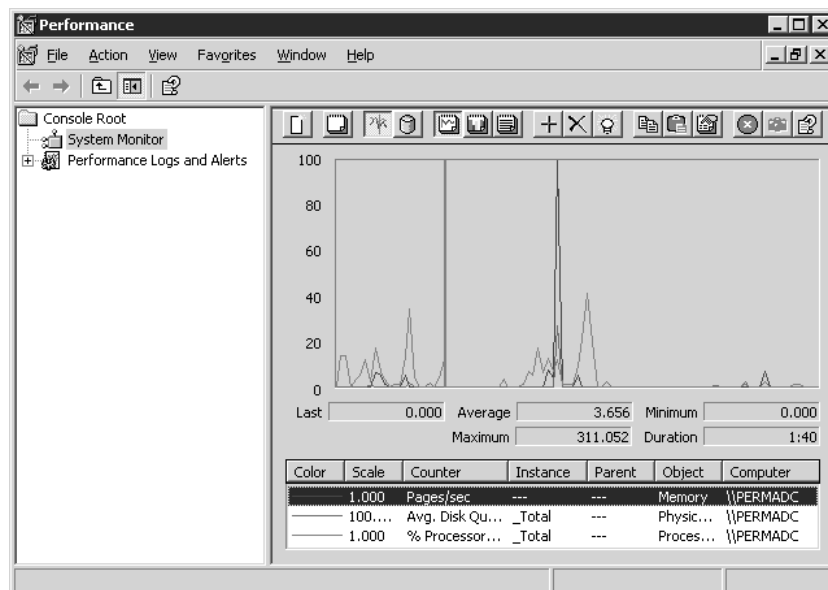 Performance
File Action View Favorites Window Help
Console Root
System Monitor
Performance Logs and Alerts
100
80
60
40
20
0
Last 0.000 Average 3.656 Minimum 0.000
Maximum 311.052 Duration 1:40
Color Scale Counter Instance Parent Object Computer
1.000 Pages/sec --- --- Memory \\PERMADC
100.... Avg. Disk Qu... _Total --- Physic... \\PERMADC
1.000 % Processor... _Total --- Proces... \\PERMADC